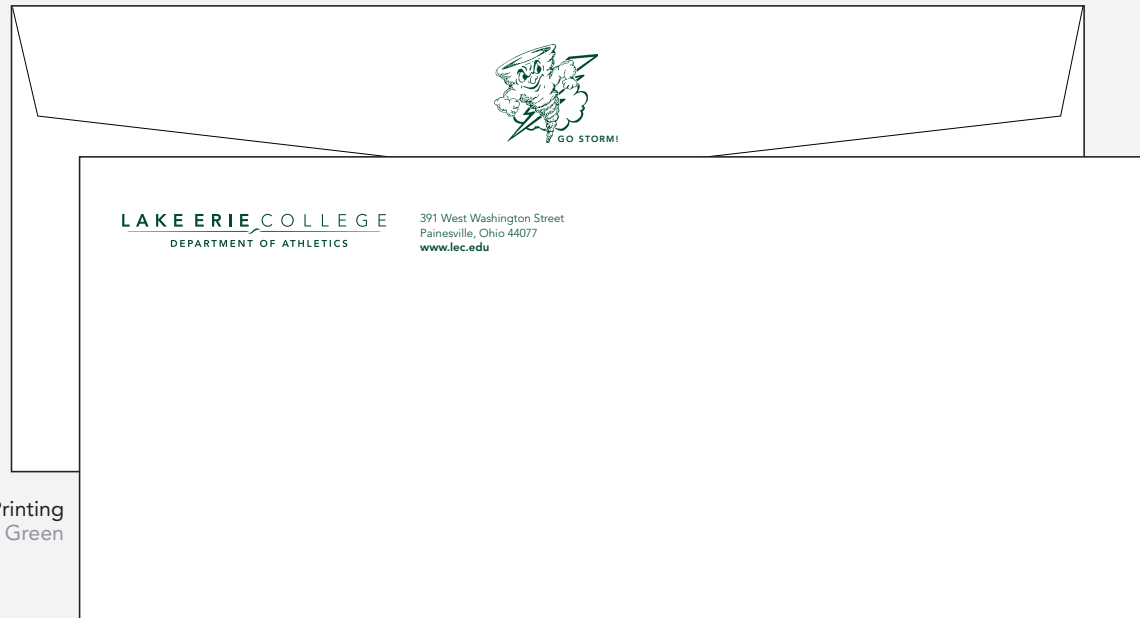 GO STORM!
LAKE ERIE COLLEGE
DEPARTMENT OF ATHLETICS
391 West Washington Street
Painesville, Ohio 44077
www.lec.edu
Printing
Green